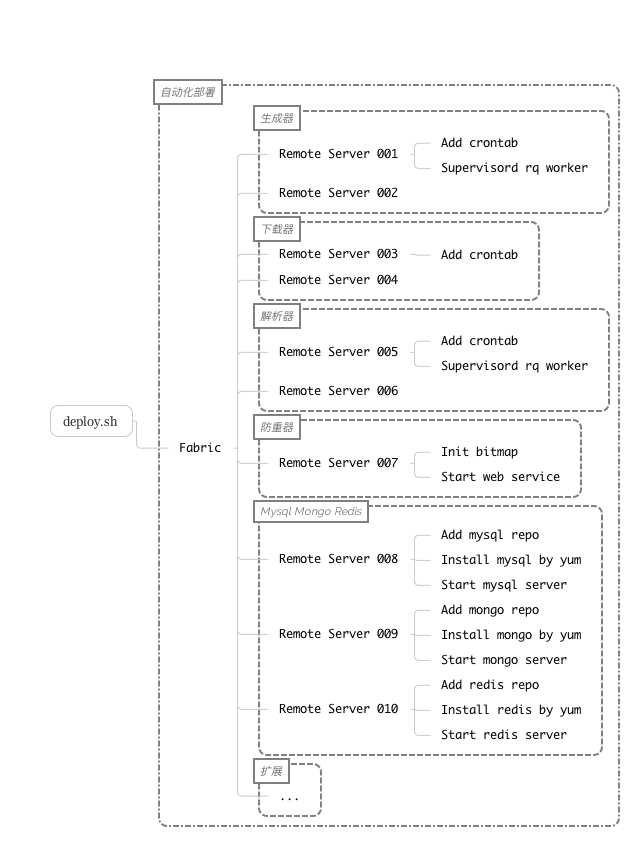 自动化部署
生成器
Remote Server 001
Add crontab
Supervisord rq worker
Remote Server 002
下载器
Remote Server 003
Add crontab
Remote Server 004
解析器
Remote Server 005
Add crontab
Supervisord rq worker
Remote Server 006
deploy.sh
Fabric
防重器
Remote Server 007
Init bitmap
Start web service
Mysql Mongo Redis
Remote Server 008
Add mysql repo
Install mysql by yum
Start mysql server
Remote Server 009
Add mongo repo
Install mongo by yum
Start mongo server
Remote Server 010
Add redis repo
Install redis by yum
Start redis server
扩展
...